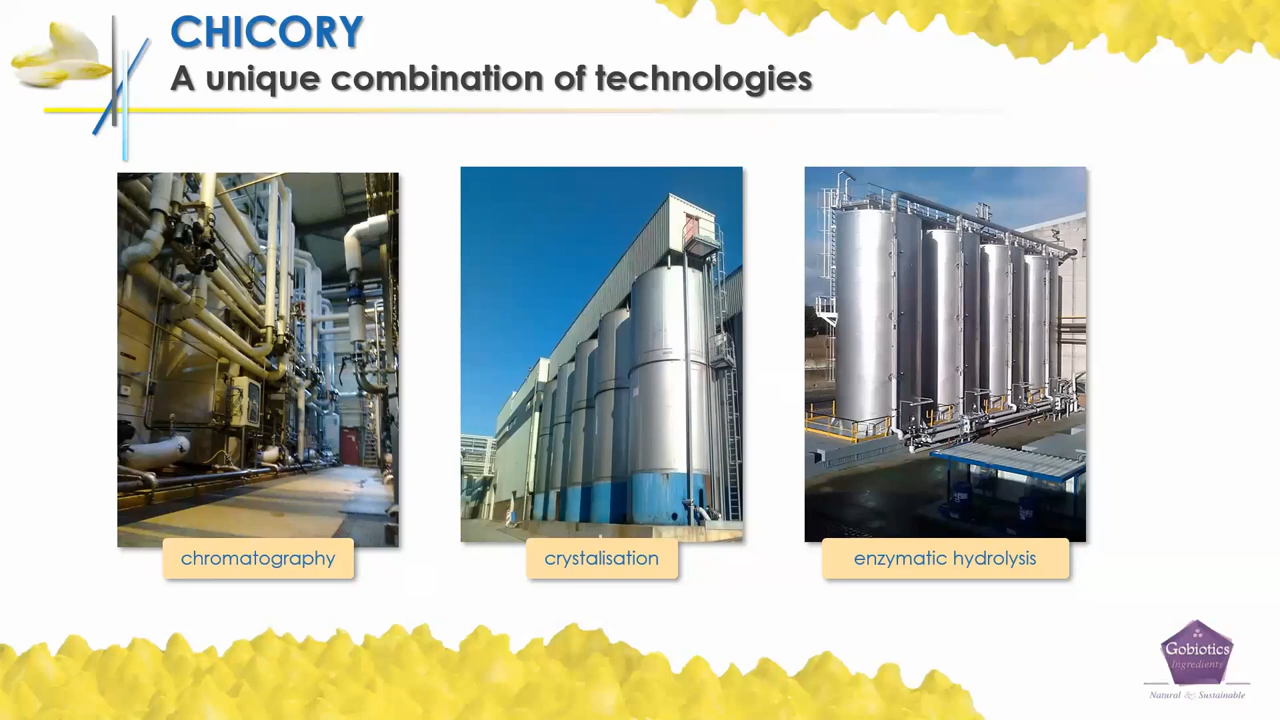 CHICORY
A unique combination of technologies
chromatography
crystalisation
enzymatic hydrolysis
Gobiotics
Ingredients
Natural & Sustainable